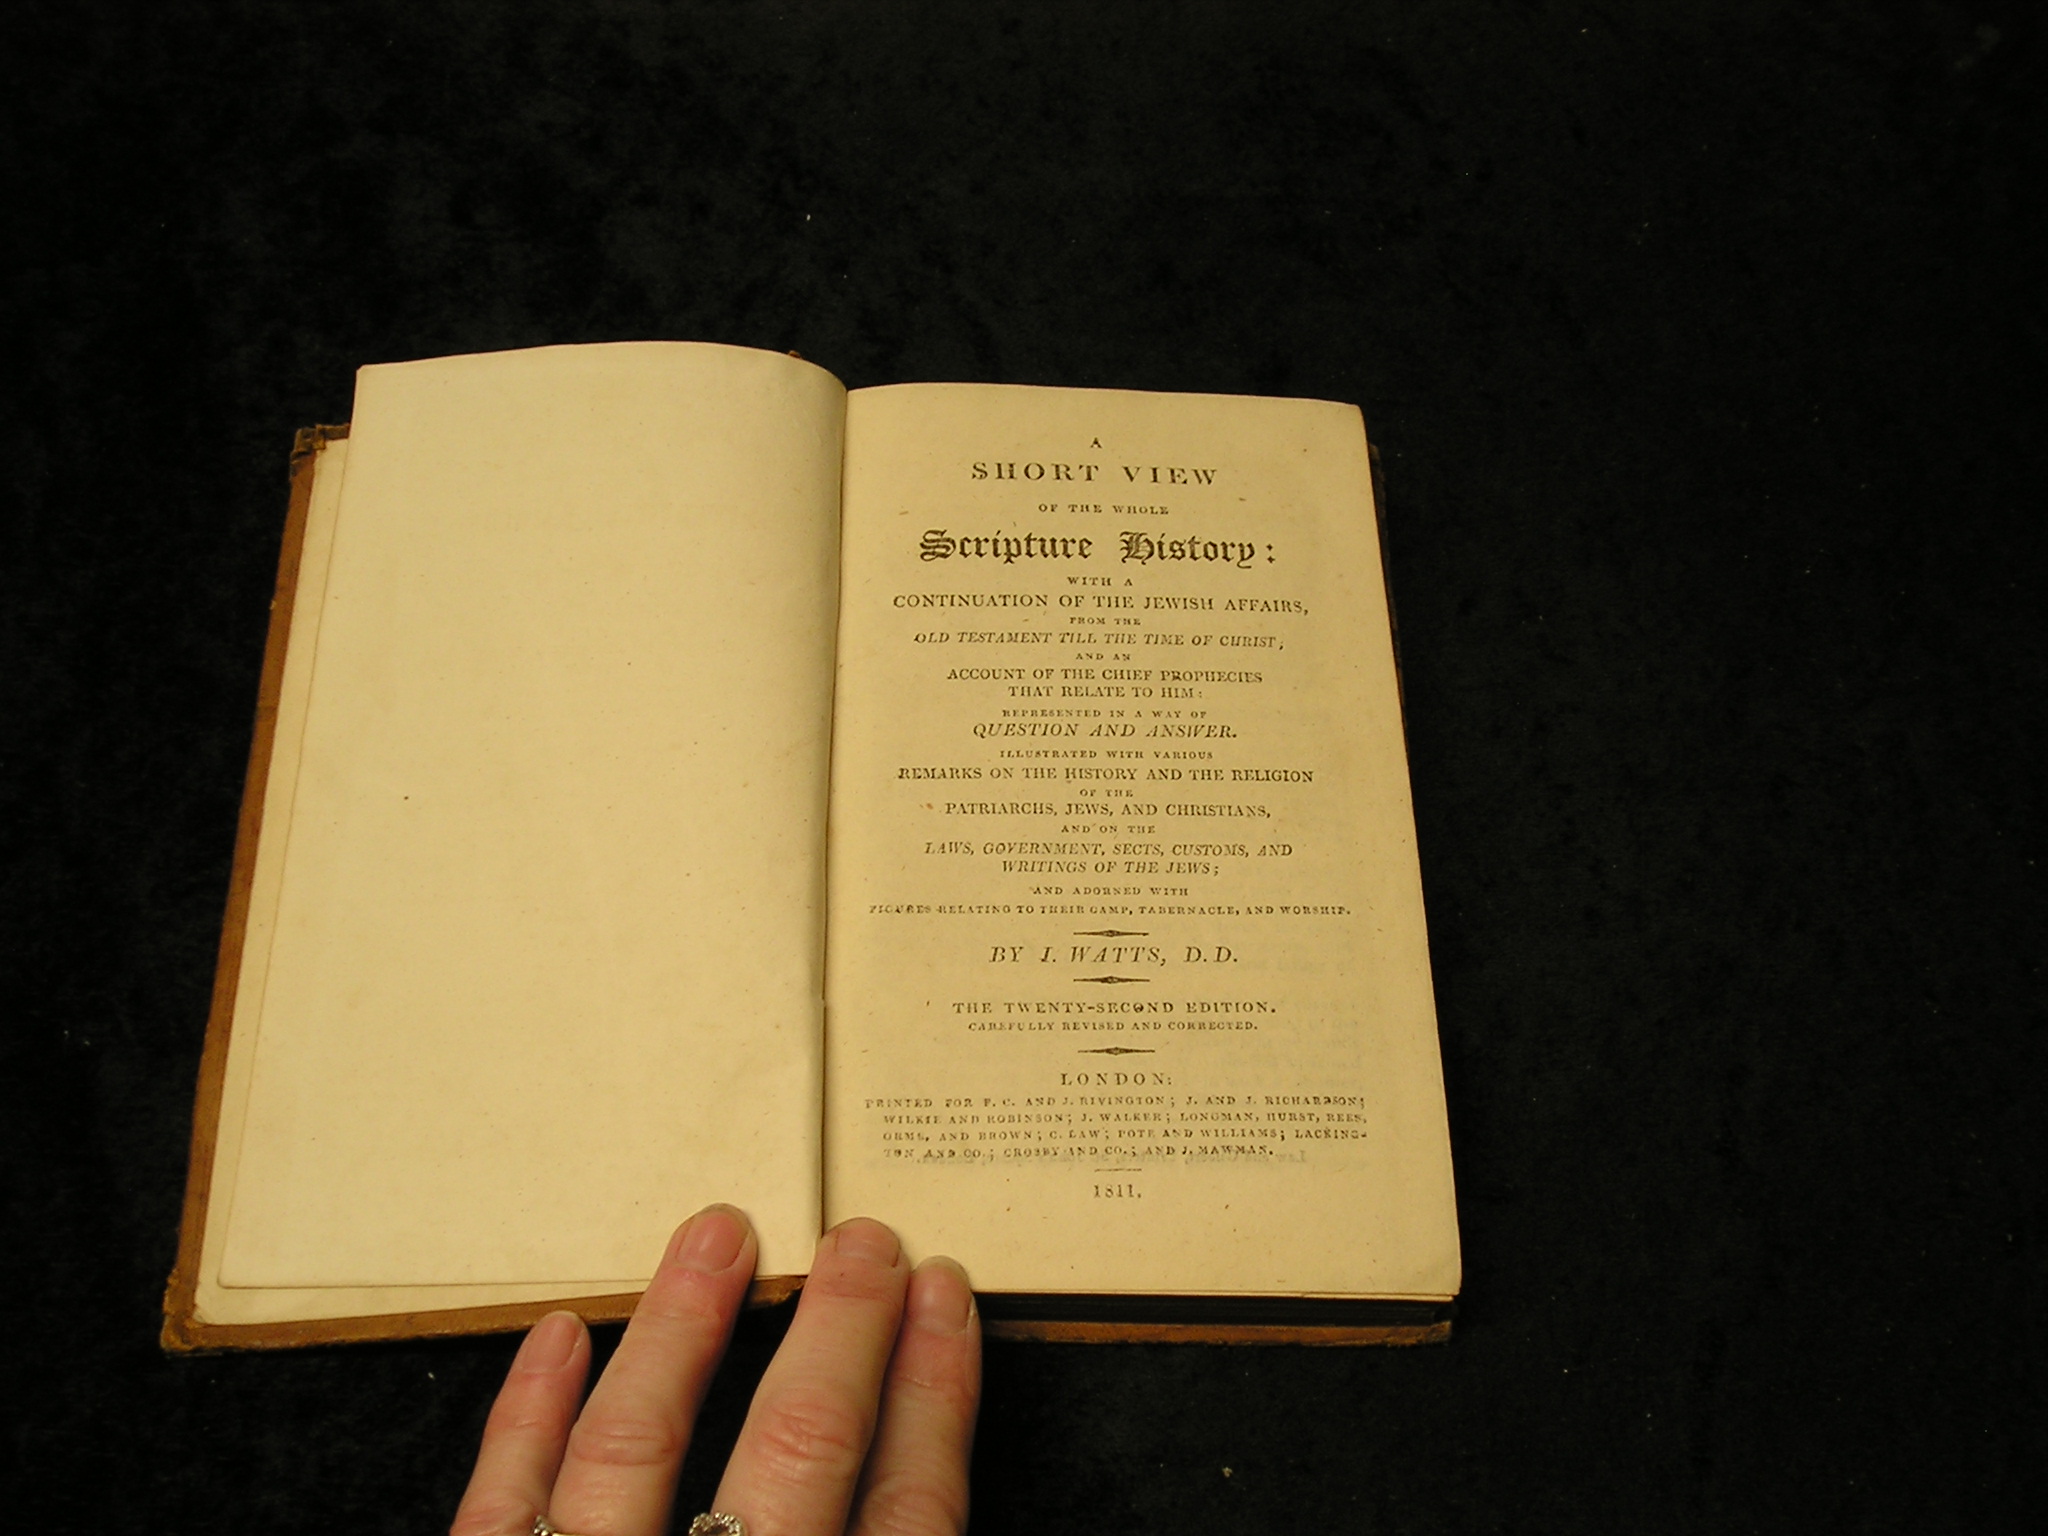 A
SHORT VIEW
OF THE WHOLE
Scripture History:
WITH A
CONTINUATION OF THE JEWISH AFFAIRS,
FROM THE
OLD TESTAMENT TILL THE TIME OF CHRIST;
AND AN
ACCOUNT OF THE CHIEF PROPHECIES
THAT RELATE TO HIM:
REPRESENTED IN A WAY OF
QUESTION AND ANSWER.
ILLUSTRATED WITH VARIOUS
REMARKS ON THE HISTORY AND THE RELIGION
OF THE
PATRIARCHS, JEWS, AND CHRISTIANS,
AND ON THE
LAWS, GOVERNMENT, SECTS, CUSTOMS, AND
WRITINGS OF THE JEWS;
AND ADORNED WITH
FIGURES RELATING TO THEIR CAMP, TABERNACLE, AND WORSHIP.
BY I. WATTS, D.D.
THE TWENTY-SECOND EDITION.
CAREFULLY REVISED AND CORRECTED.
LONDON:
PRINTED FOR F. C. AND J. RIVINGTON; J. AND J. RICHARDSON;
WILKIE AND ROBINSON; J. WALKER; LONGMAN, HURST, REES,
ORME, AND BROWN; C. LAW; POTE AND WILLIAMS; LACKING-
TON AND CO.; CROSBY AND CO.; AND J. MAWMAN.
1811.